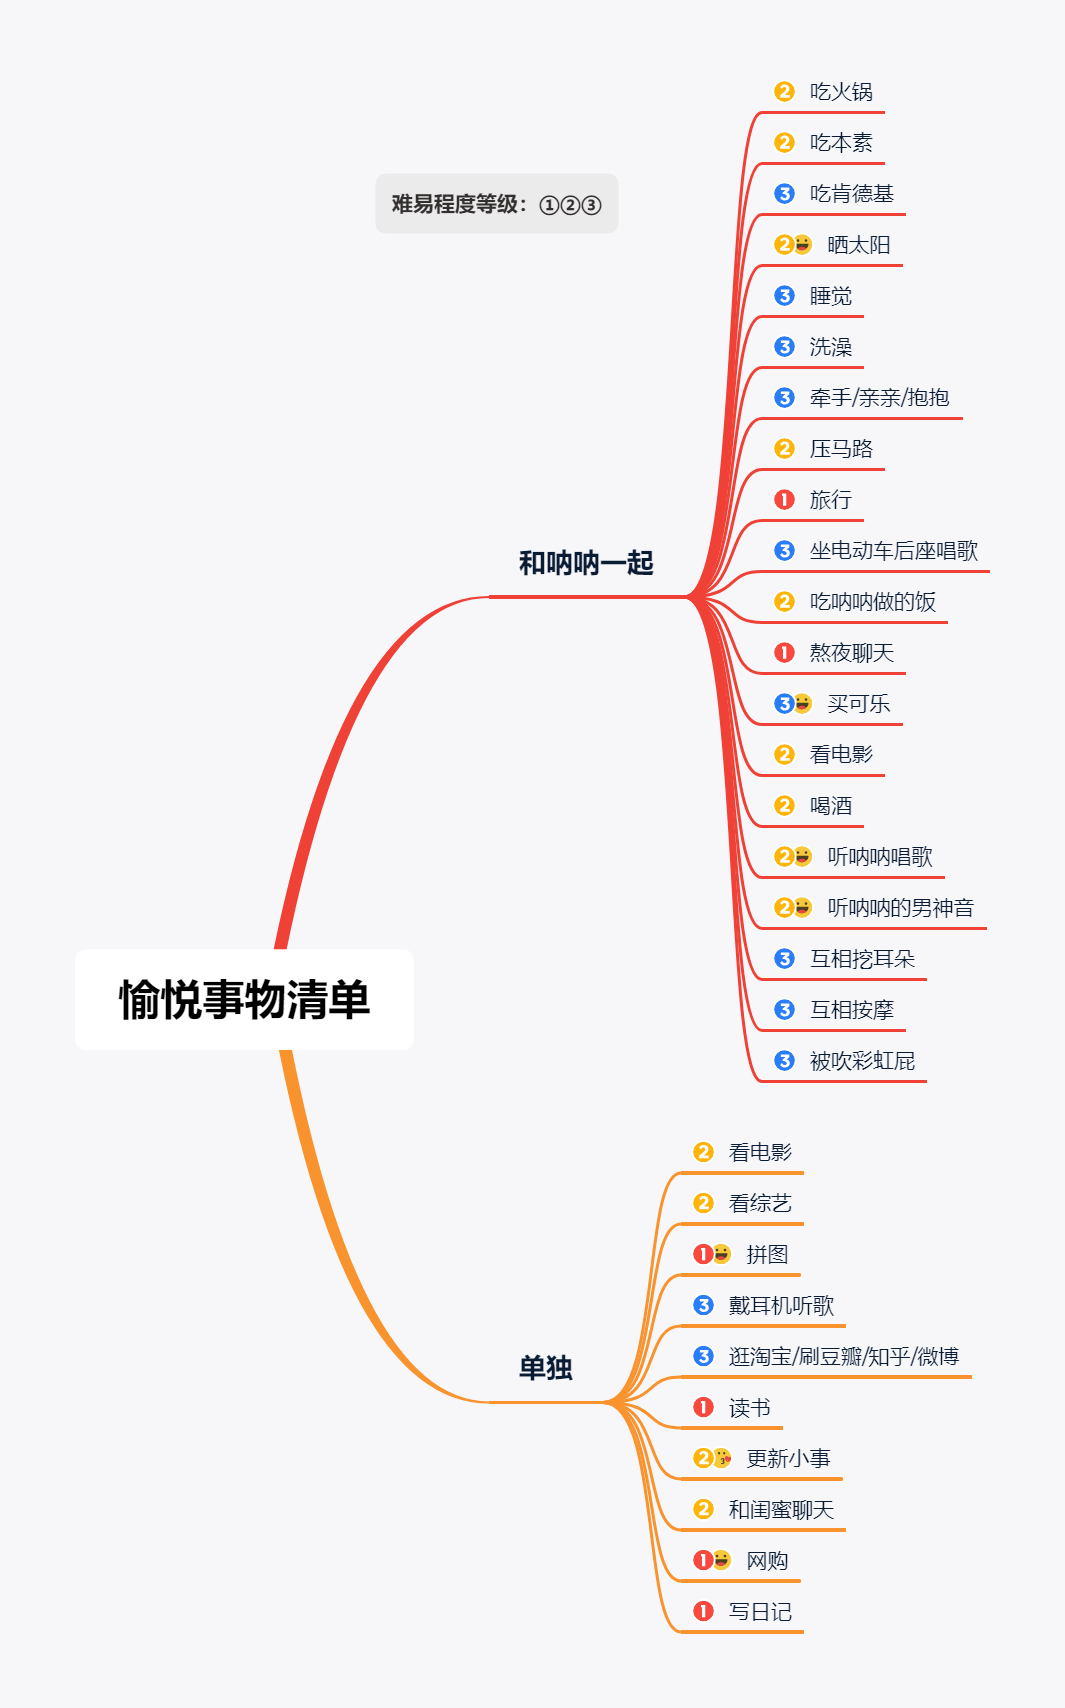 难易程度等级：①②③
愉悦事物清单
和呐呐一起
2 吃火锅
2 吃本素
3 吃肯德基
2 晒太阳
3 睡觉
3 洗澡
3 牵手/亲亲/抱抱
2 压马路
1 旅行
3 坐电动车后座唱歌
2 吃呐呐做的饭
1 熬夜聊天
3 买可乐
2 看电影
2 喝酒
2 听呐呐唱歌
2 听呐呐的男神音
3 互相挖耳朵
3 互相按摩
3 被吹彩虹屁
单独
2 看电影
2 看综艺
1 拼图
3 戴耳机听歌
3 逛淘宝/刷豆瓣/知乎/微博
1 读书
2 更新小事
2 和闺蜜聊天
1 网购
1 写日记